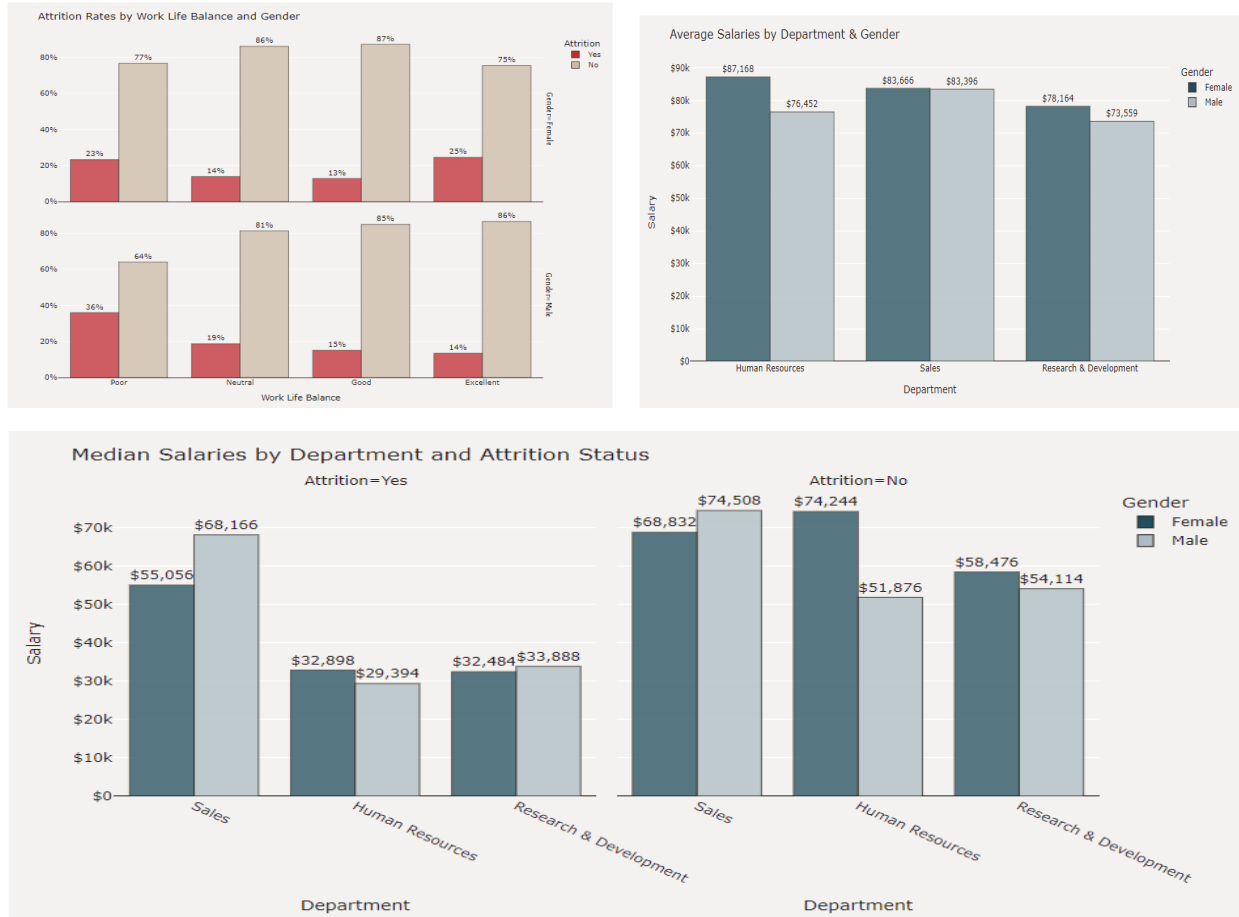 Attrition Rates by Work Life Balance and Gender
Attrition
Yes
No
80%
60%
40%
20%
0%
77%
86%
87%
75%
23%
14%
13%
25%
Gender=Female
80%
60%
40%
20%
0%
64%
81%
85%
86%
36%
19%
15%
14%
Gender=Male
Poor Neutral Good Excellent
Work Life Balance
Average Salaries by Department & Gender
Gender
Female
Male
$90k
$80k
$70k
$60k
$50k
$40k
$30k
$20k
$10k
$0
Salary
$87,168
$76,452
$83,666
$83,396
$78,164
$73,559
Human Resources Sales Research & Development
Department
Median Salaries by Department and Attrition Status
Attrition=Yes
Attrition=No
Gender
Female
Male
$70k
$60k
$50k
$40k
$30k
$20k
$10k
$0
Salary
$55,056
$68,166
$32,898
$29,394
$32,484
$33,888
$68,832
$74,508
$74,244
$51,876
$58,476
$54,114
Sales
Human Resources
Research & Development
Sales
Human Resources
Research & Development
Department
Department